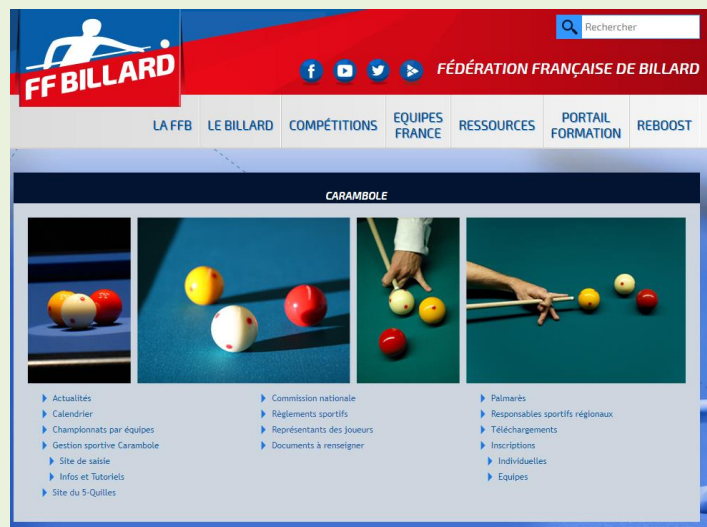 Rechercher
FF BILLARD
FÉDÉRATION FRANÇAISE DE BILLARD
LA FFB
LE BILLARD
COMPÉTITIONS
EQUIPES
FRANCE
RESSOURCES
PORTAIL
FORMATION
REBOOST
CARAMBOLE
Actualités
Calendrier
Championnats par équipes
Gestion sportive Carambole
Site de saisie
Infos et Tutoriels
Site du 5-Quilles
Commission nationale
Règlements sportifs
Représentants des joueurs
Documents à renseigner
Palmarès
Responsables sportifs régionaux
Téléchargements
Inscriptions
Individuelles
Equipes